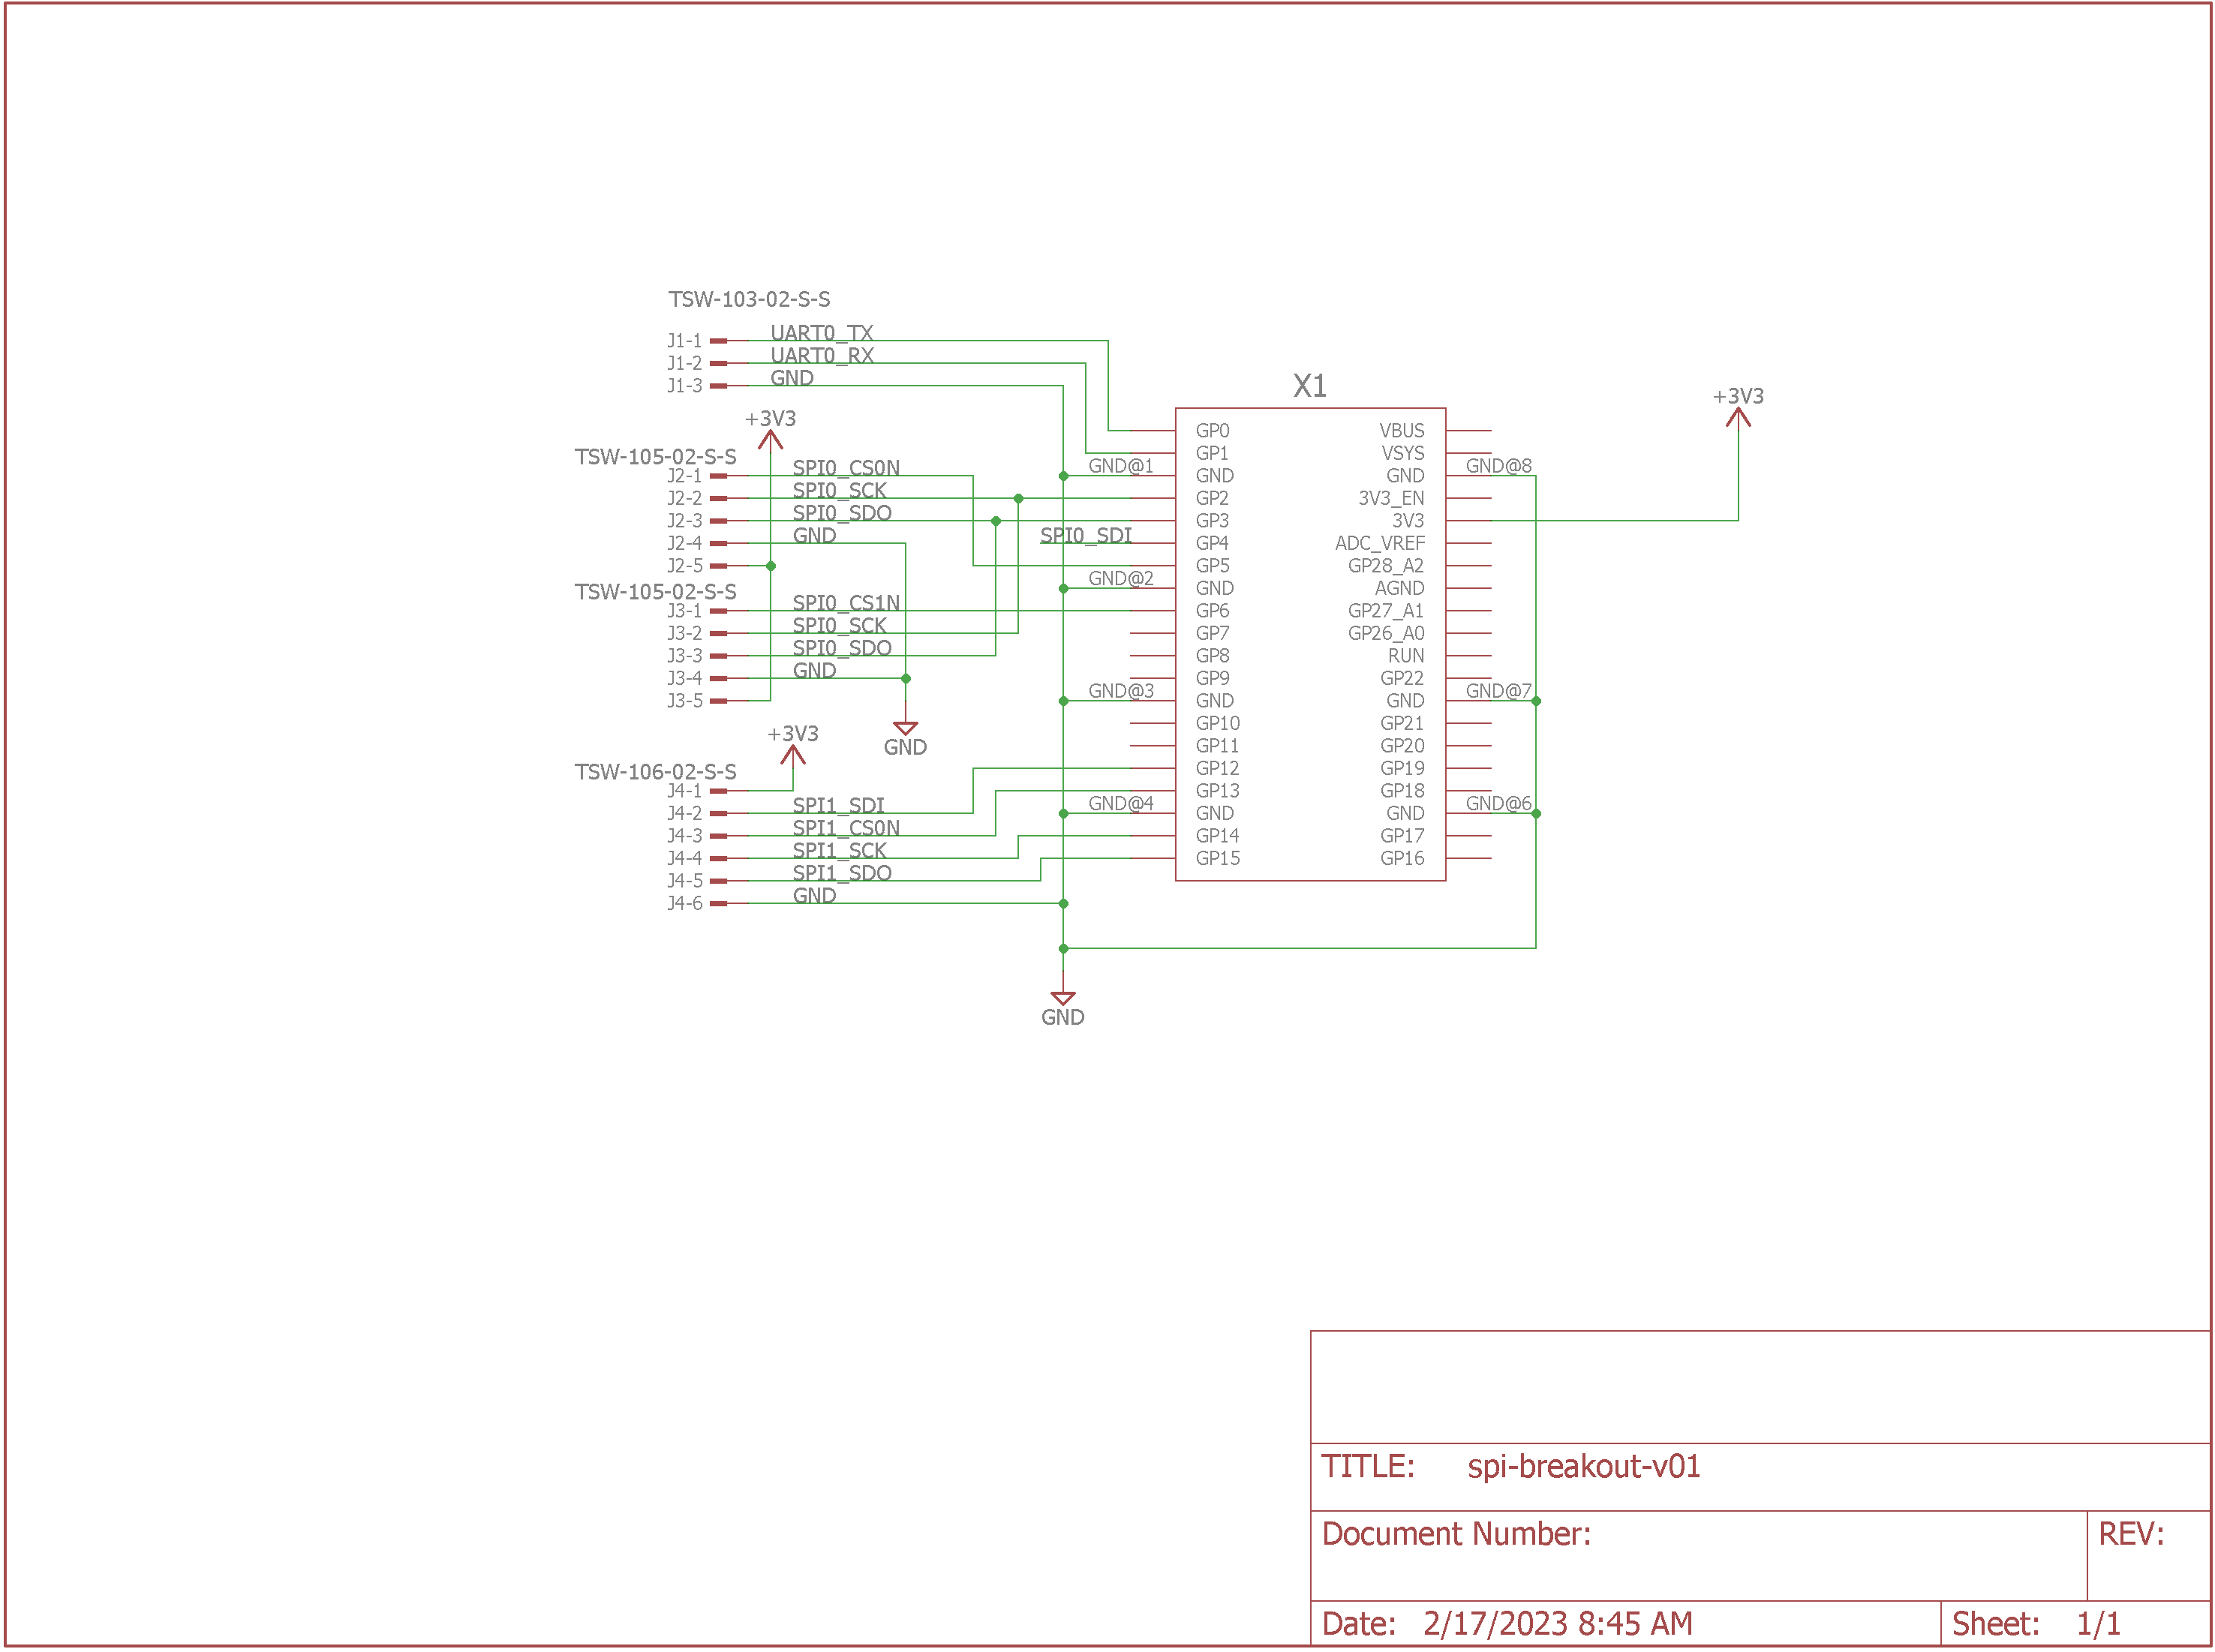 TSW-103-02-S-S
J1-1 UART0_TX
J1-2 UART0_RX
J1-3 GND
+3V3
TSW-105-02-S-S
J2-1 SPI0_CS0N
J2-2 SPI0_SCK
J2-3 SPI0_SDO
J2-4 GND
J2-5
TSW-105-02-S-S
J3-1 SPI0_CS1N
J3-2 SPI0_SCK
J3-3 SPI0_SDO
J3-4 GND
J3-5
GND
+3V3
TSW-106-02-S-S
J4-1
J4-2 SPI1_SDI
J4-3 SPI1_CS0N
J4-4 SPI1_SCK
J4-5 SPI1_SDO
J4-6 GND
GND
X1
GP0 VBUS
GP1 VSYS
GND@1 GND GND GND@8
GP2 3V3_EN
GP3 3V3
SPI0_SDI GP4 ADC_VREF
GP5 GP28_A2
GND@2 GND AGND
GP6 GP27_A1
GP7 GP26_A0
GP8 RUN
GP9 GP22
GND@3 GND GND GND@7
GP10 GP21
GP11 GP20
GP12 GP19
GP13 GP18
GND@4 GND GND GND@6
GP14 GP17
GP15 GP16
+3V3
TITLE: spi-breakout-v01
Document Number:
REV:
Date: 2/17/2023 8:45 AM
Sheet: 1/1